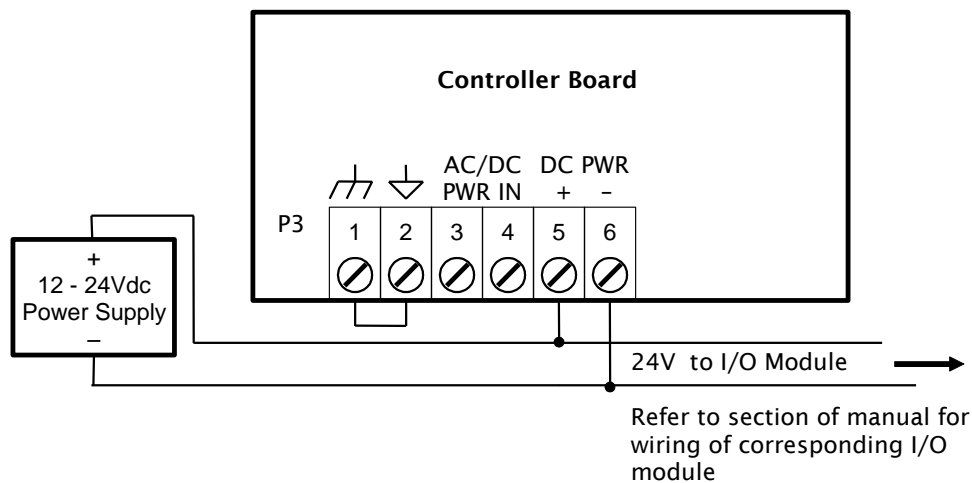 Controller Board
AC/DC DC PWR
PWR IN + –
P3 1 2 3 4 5 6
+
12 - 24Vdc
Power Supply
–
24V to I/O Module
Refer to section of manual for
wiring of corresponding I/O
module